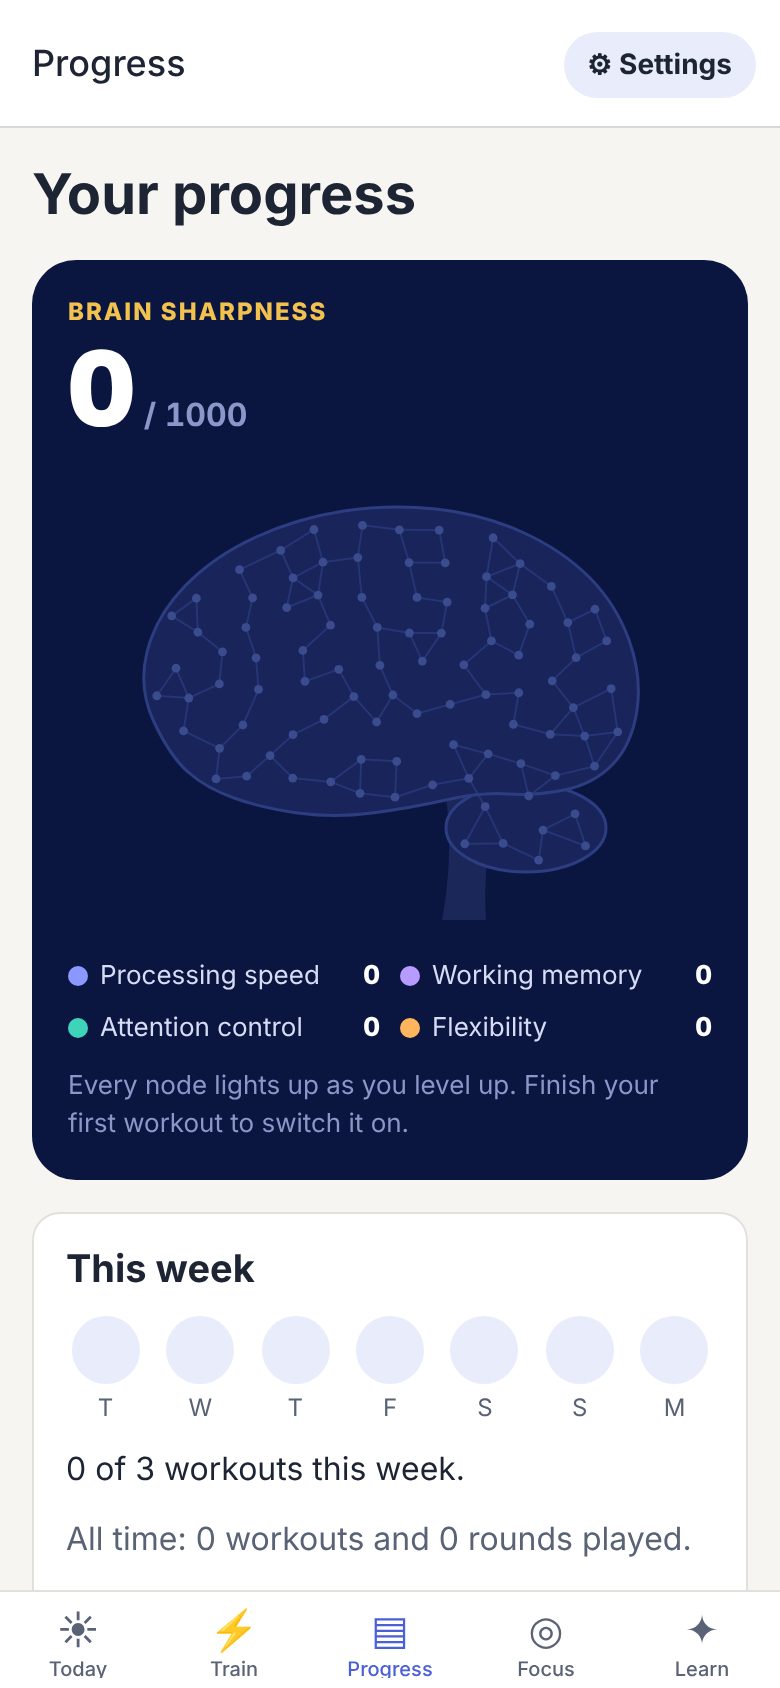 Progress
⚙ Settings
Your progress
BRAIN SHARPNESS
0 / 1000
Processing speed 0
Working memory 0
Attention control 0
Flexibility 0
Every node lights up as you level up. Finish your
first workout to switch it on.
This week
T W T F S S M
0 of 3 workouts this week.
All time: 0 workouts and 0 rounds played.
Today Train Progress Focus Learn